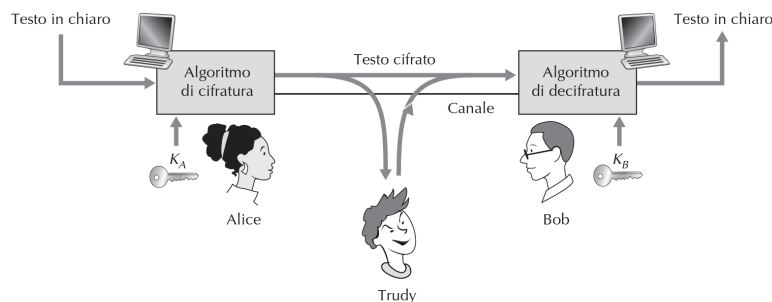 Testo in chiaro
Testo in chiaro
Algoritmo
di cifratura
Testo cifrato
Algoritmo
di decifratura
Canale
K_A
K_B
Alice
Bob
Trudy